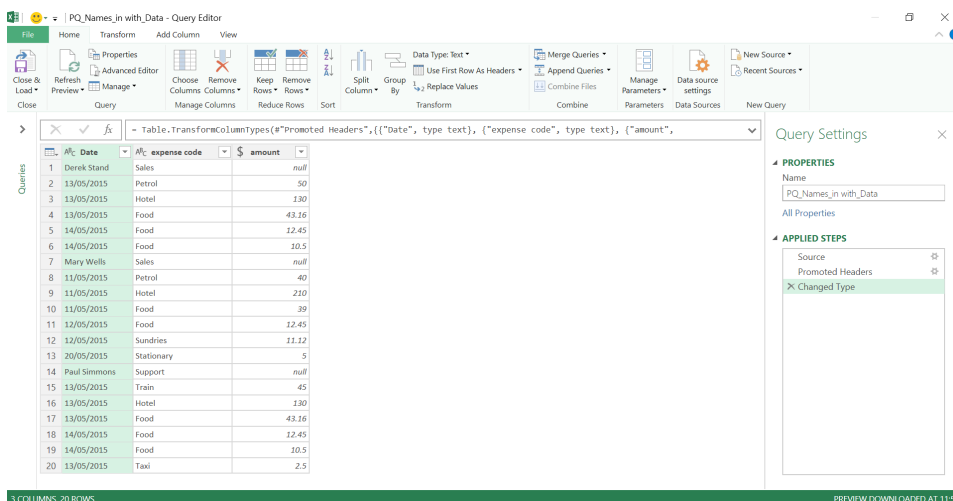 PQ_Names_in with_Data - Query Editor
File Home Transform Add Column View
Close & Load
Refresh Preview
Properties
Advanced Editor
Manage
Choose Columns
Remove Columns
Keep Rows
Remove Rows
Split Column
Group By
Data Type: Text
Use First Row As Headers
Replace Values
Merge Queries
Append Queries
Combine Files
Manage Parameters
Data source settings
New Source
Recent Sources
Close Query Manage Columns Reduce Rows Sort Transform Combine Parameters Data Sources New Query
fx = Table.TransformColumnTypes(#"Promoted Headers",{{"Date", type text}, {"expense code", type text}, {"amount",
Queries
ABC Date ABC expense code $ amount
1 Derek Stand Sales null
2 13/05/2015 Petrol 50
3 13/05/2015 Hotel 130
4 13/05/2015 Food 43.16
5 14/05/2015 Food 12.45
6 14/05/2015 Food 10.5
7 Mary Wells Sales null
8 11/05/2015 Petrol 40
9 11/05/2015 Hotel 210
10 11/05/2015 Food 39
11 12/05/2015 Food 12.45
12 12/05/2015 Sundries 11.12
13 20/05/2015 Stationary 5
14 Paul Simmons Support null
15 13/05/2015 Train 45
16 13/05/2015 Hotel 130
17 13/05/2015 Food 43.16
18 14/05/2015 Food 12.45
19 14/05/2015 Food 10.5
20 13/05/2015 Taxi 2.5
Query Settings
PROPERTIES
Name
PQ_Names_in with_Data
All Properties
APPLIED STEPS
Source
Promoted Headers
Changed Type
3 COLUMNS, 20 ROWS
PREVIEW DOWNLOADED AT